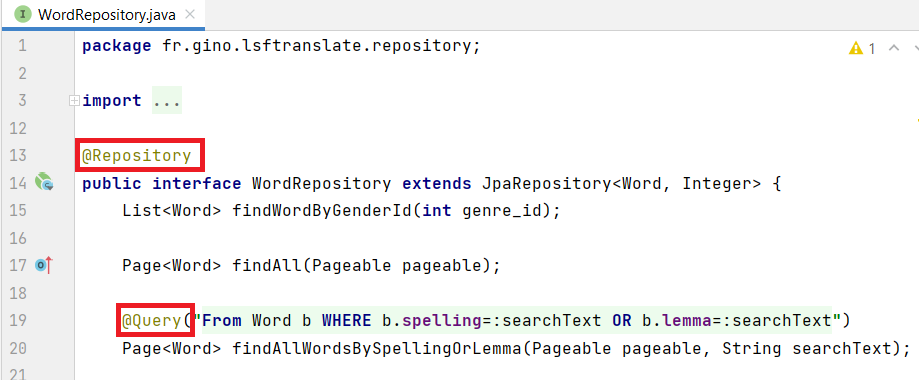 WordRepository.java
1 package fr.gino.lsftranslate.repository; 1
2
3 import ...
12
13 @Repository
14 public interface WordRepository extends JpaRepository<Word, Integer> {
15 List<Word> findWordByGenderId(int genre_id);
16
17 Page<Word> findAll(Pageable pageable);
18
19 @Query("From Word b WHERE b.spelling=:searchText OR b.lemma=:searchText")
20 Page<Word> findAllWordsBySpellingOrLemma(Pageable pageable, String searchText);
21